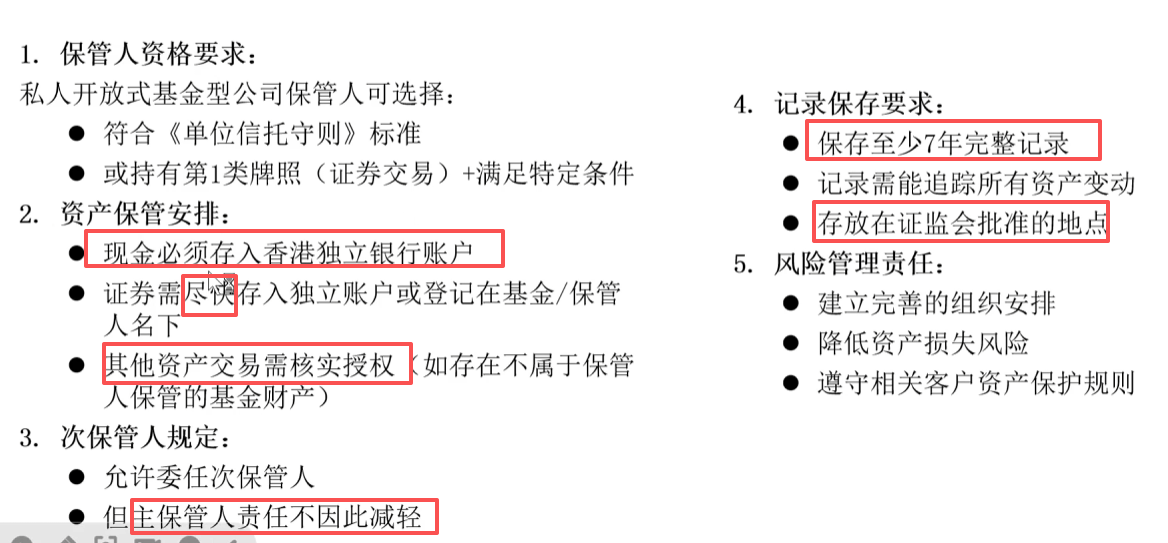 1. 保管人资格要求：
私人开放式基金型公司保管人可选择：
● 符合《单位信托守则》标准
● 或持有第1类牌照（证券交易）+满足特定条件
2. 资产保管安排：
● 现金必须存入香港独立银行账户
● 证券需尽快存入独立账户或登记在基金/保管
人名下
● 其他资产交易需核实授权（如存在不属于保管
人保管的基金财产）
3. 次保管人规定：
● 允许委任次保管人
● 但主保管人责任不因此减轻
4. 记录保存要求：
● 保存至少7年完整记录
● 记录需能追踪所有资产变动
● 存放在证监会批准的地点
5. 风险管理责任：
● 建立完善的组织安排
● 降低资产损失风险
● 遵守相关客户资产保护规则